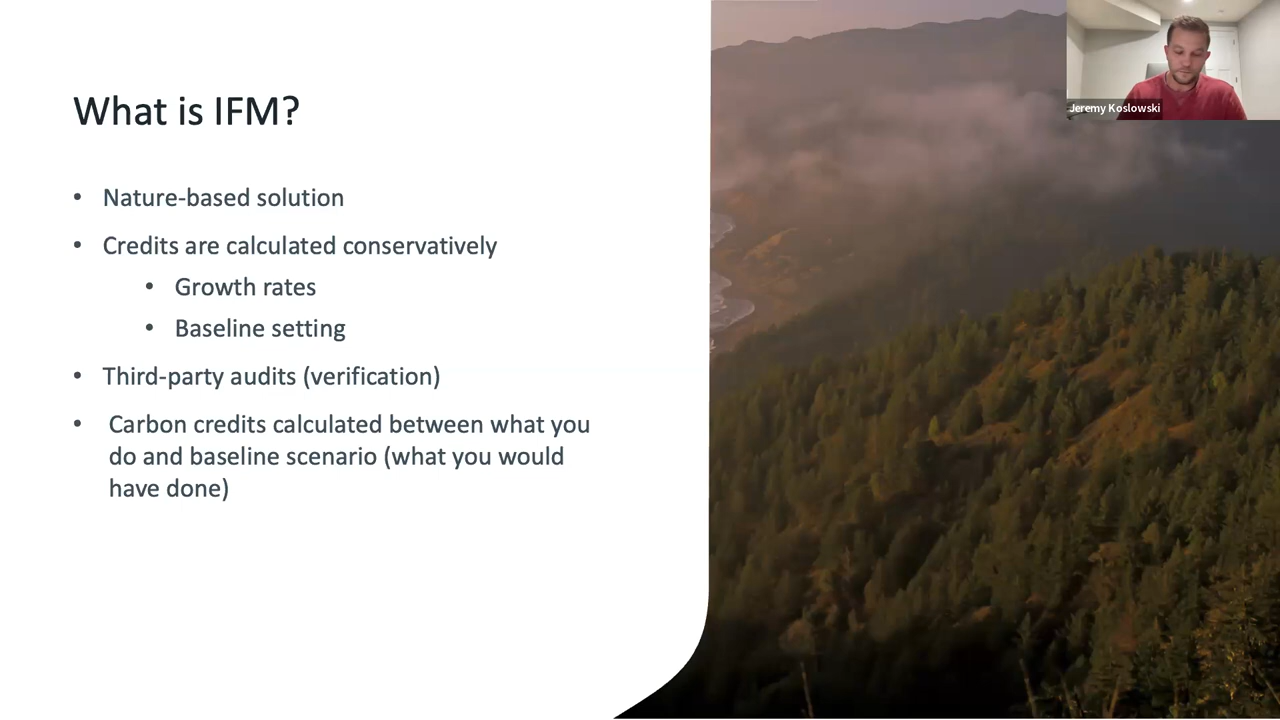 What is IFM?
• Nature-based solution
• Credits are calculated conservatively
• Growth rates
• Baseline setting
• Third-party audits (verification)
• Carbon credits calculated between what you
do and baseline scenario (what you would
have done)
Jeremy Koslowski